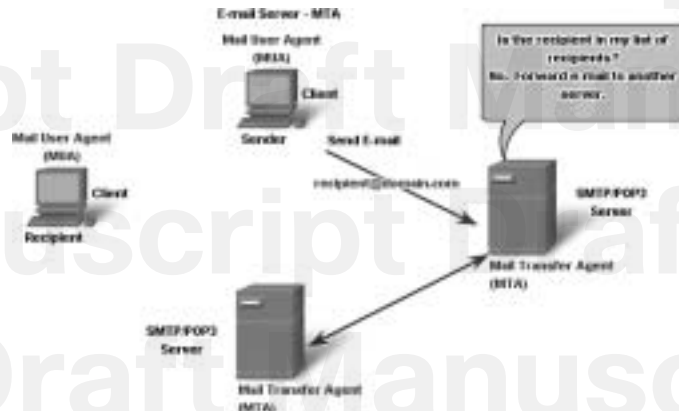 E-mail Server - MTA
Mail User Agent
(MUA)
Client
Sender
Send E-mail
recipient@domain.com
Is the recipient in my list of
recipients?
No. Forward e-mail to another
server.
Mail User Agent
(MUA)
Client
Recipient
SMTP/POP3
Server
Mail Transfer Agent
(MTA)
SMTP/POP3
Server
Mail Transfer Agent
(MTA)
Draft Manuscript